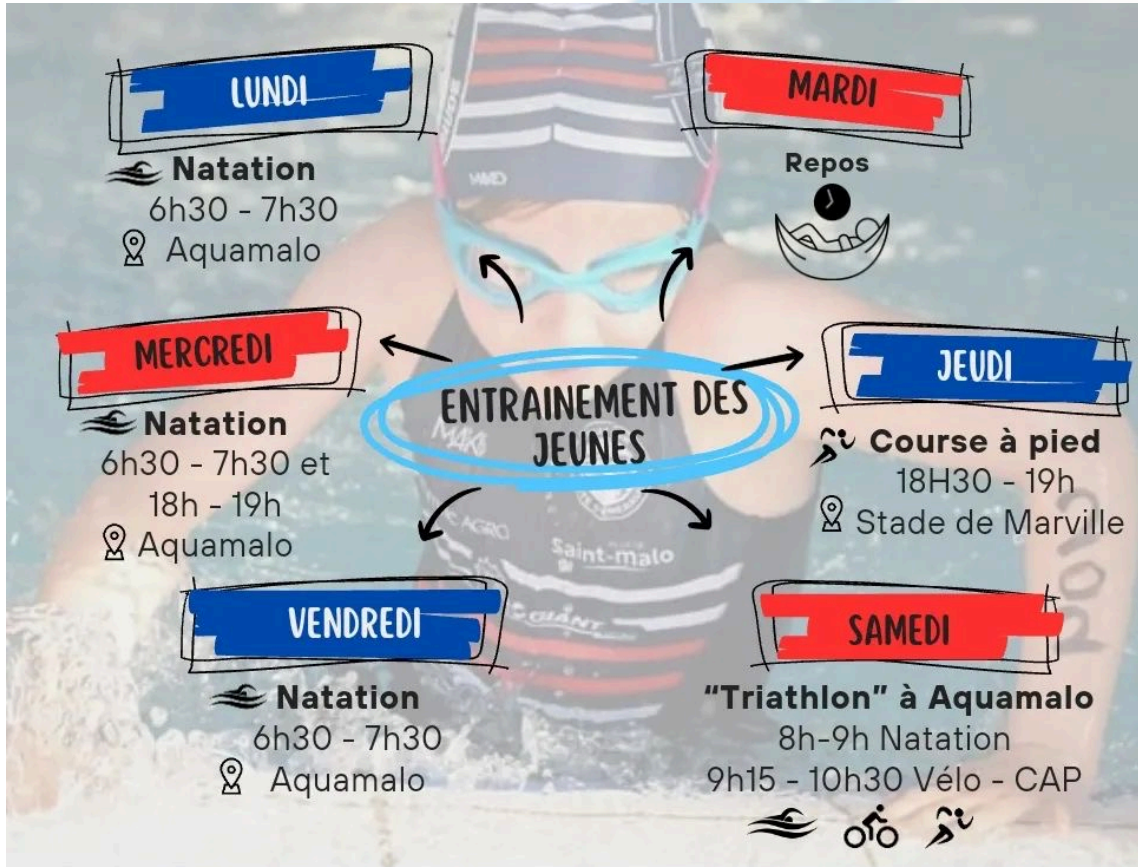 LUNDI
Natation
6h30 - 7h30
Aquamalo
MARDI
Repos
MERCREDI
Natation
6h30 - 7h30 et
18h - 19h
Aquamalo
ENTRAINEMENT DES
JEUNES
JEUDI
Course à pied
18H30 - 19h
Stade de Marville
VENDREDI
Natation
6h30 - 7h30
Aquamalo
SAMEDI
“Triathlon” à Aquamalo
8h-9h Natation
9h15 - 10h30 Vélo - CAP
Saint-malo
GIANT